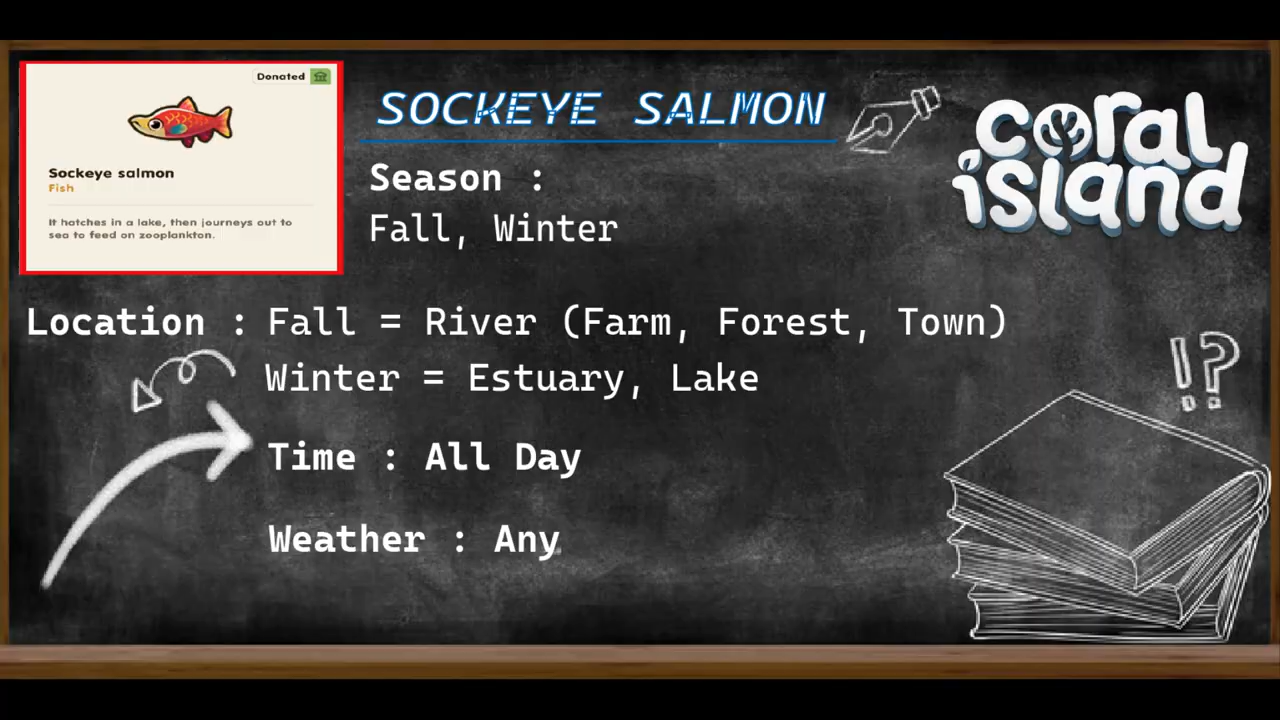 Donated
Sockeye salmon
Fish
It hatches in a lake, then journeys out to
sea to feed on zooplankton.
SOCKEYE SALMON
coral
island
Season :
Fall, Winter
Location : Fall = River (Farm, Forest, Town)
Winter = Estuary, Lake
!?
Time : All Day
Weather : Any